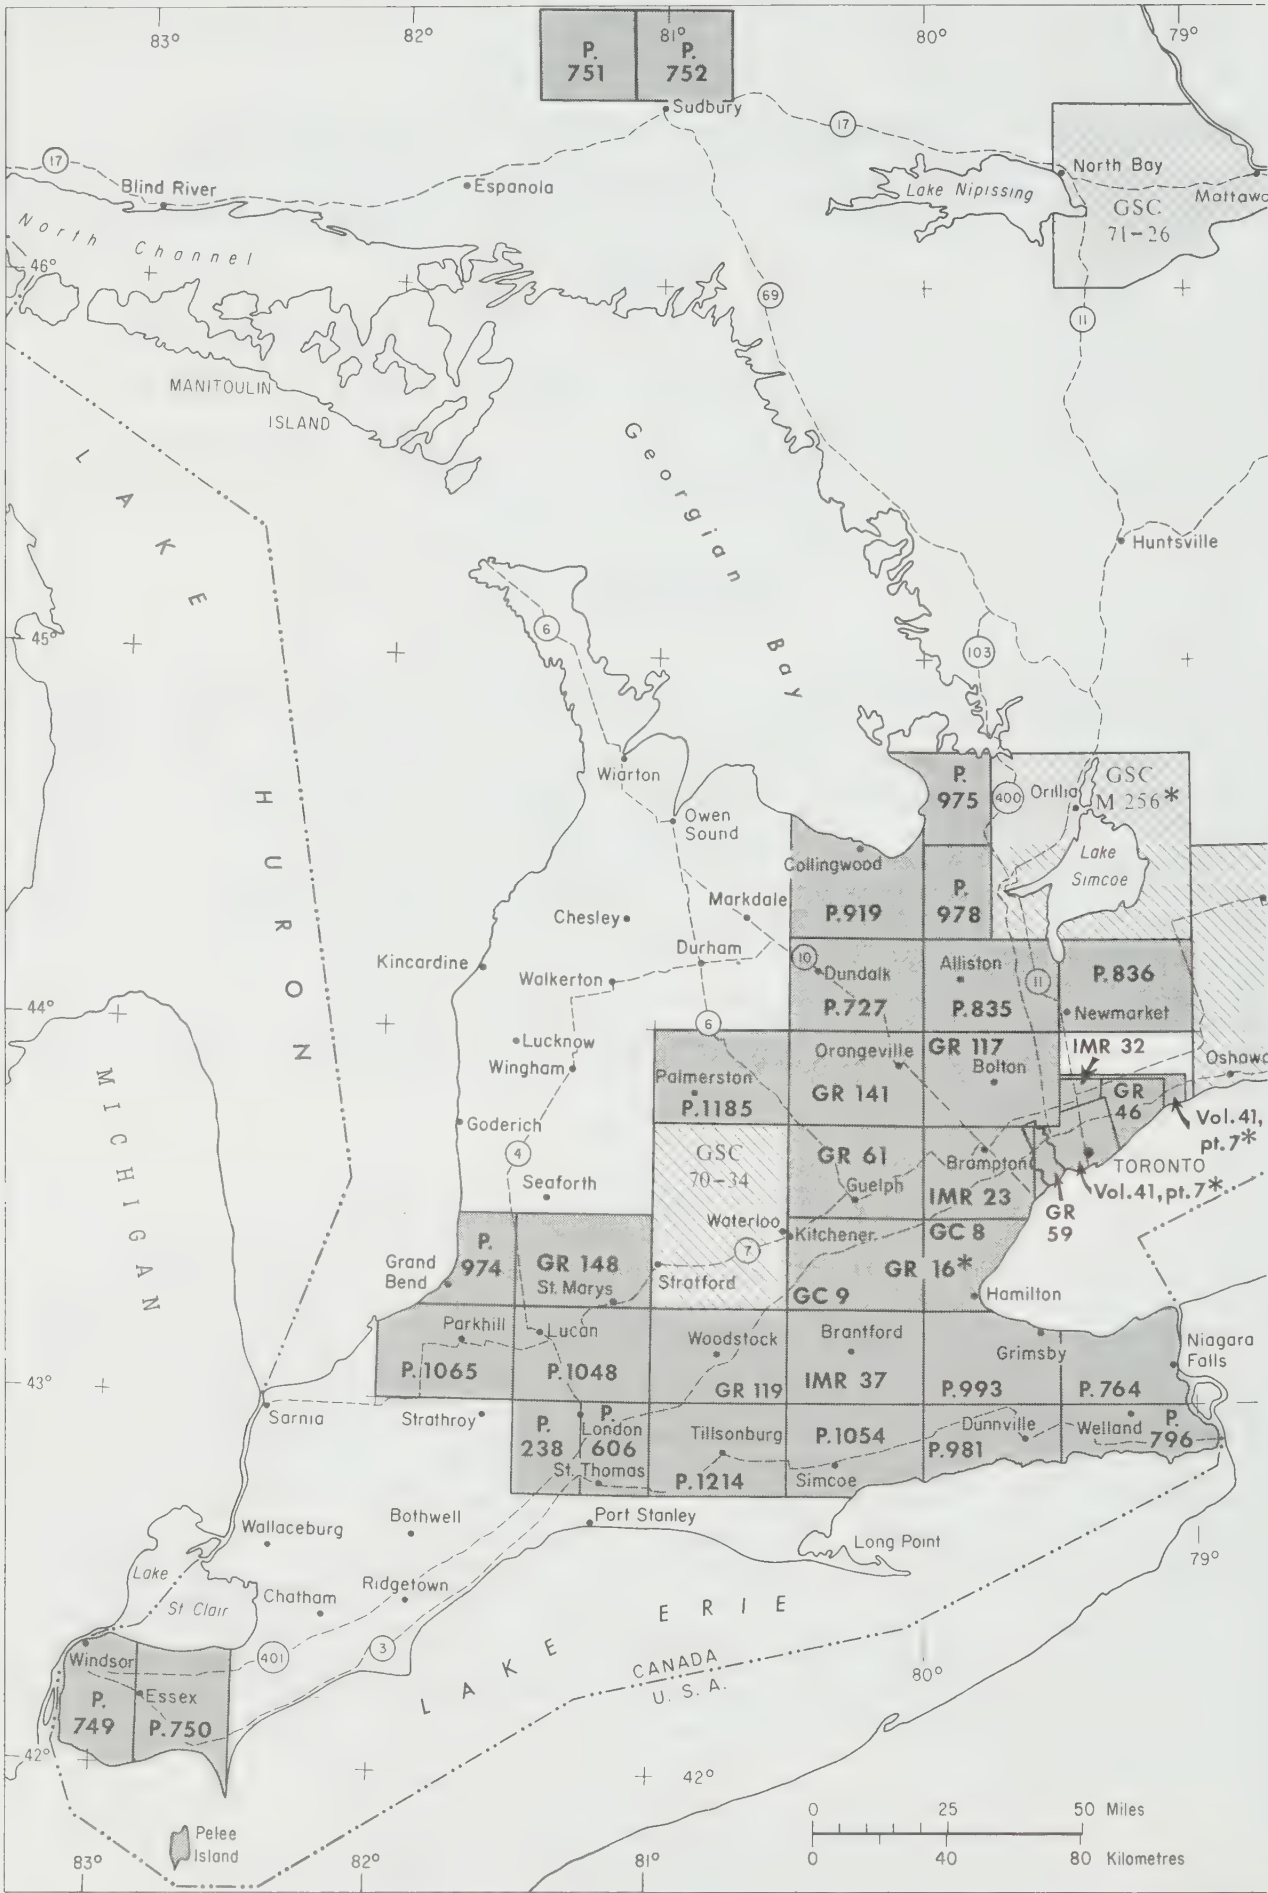 83°
82°
81°
80°
79°
P.
751
P.
752
Sudbury
17
17
North Bay
Blind River
Espanola
Lake Nipissing
Mattawa
GSC
71-26
North Channel
46°
69
11
MANITOULIN
ISLAND
Georgian Bay
LAKE HURON
Huntsville
45°
6
103
Wiarton
P.
975
400
Orillia
GSC
M 256*
Owen
Sound
Collingwood
Lake
Simcoe
Markdale
P.919
P.
978
Chesley
Durham
Kincardine
Walkerton
10
Dundalk
P.727
Alliston
P.835
11
P.836
Newmarket
44°
6
Lucknow
Wingham
Orangeville
GR 117
Bolton
IMR 32
Oshawa
MICHIGAN
Palmerston
P.1185
GR 141
GR
46
Vol. 41,
pt. 7*
Goderich
4
GSC
70-34
GR 61
Guelph
Brampton
IMR 23
TORONTO
Vol. 41, pt. 7*
GR
59
Seaforth
Waterloo
Kitchener
GC 8
P.
974
GR 148
St. Marys
7
Stratford
GR 16*
GC 9
Hamilton
Grand
Bend
Parkhill
Lucan
Woodstock
Brantford
Grimsby
Niagara
Falls
P.1065
P.1048
GR 119
IMR 37
P.993
P.764
43°
Sarnia
Strathroy
P.
238
P.
London
606
St. Thomas
Tillsonburg
P.1214
P.1054
Simcoe
Dunnville
P.981
Welland
P.
796
Bothwell
Port Stanley
Long Point
Wallaceburg
79°
Lake
St Clair
Chatham
Ridgetown
LAKE ERIE
Windsor
401
3
CANADA
U. S. A.
80°
Essex
P.
749
P.750
42°
42°
Pelee
Island
0 25 50 Miles
0 40 80 Kilometres
83°
82°
81°